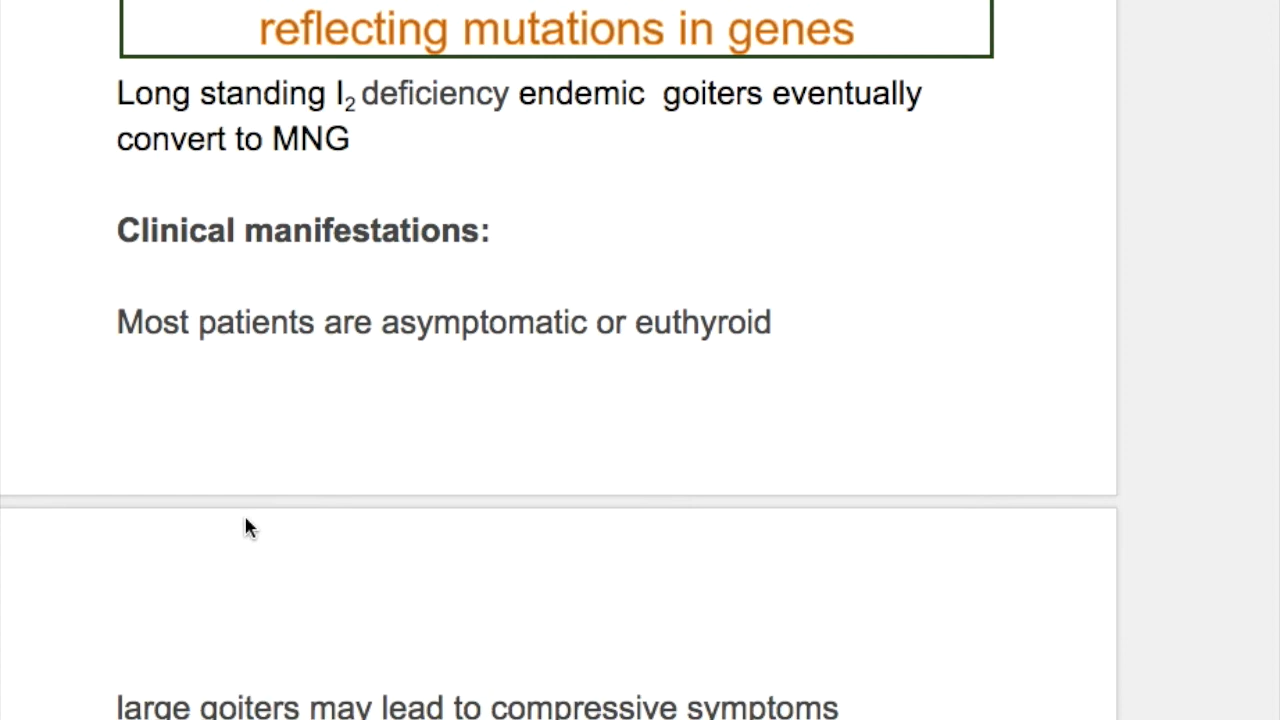 reflecting mutations in genes
Long standing I₂ deficiency endemic  goiters eventually
convert to MNG
Clinical manifestations:
Most patients are asymptomatic or euthyroid
large goiters may lead to compressive symptoms